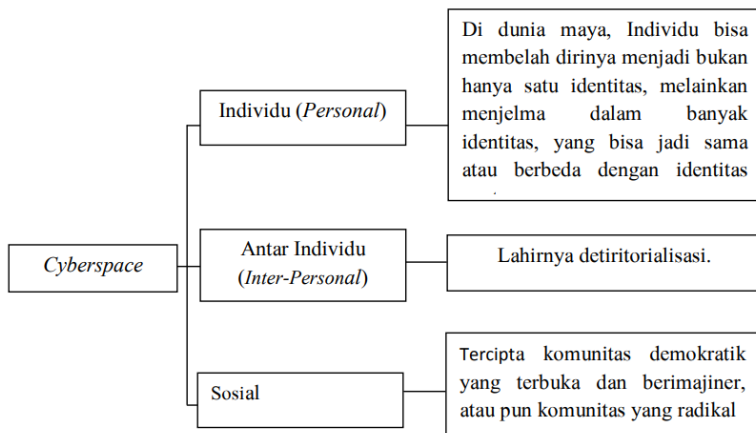 Di dunia maya, Individu bisa
membelah dirinya menjadi bukan
hanya satu identitas, melainkan
menjelma dalam banyak
identitas, yang bisa jadi sama
atau berbeda dengan identitas
Individu (Personal)
Cyberspace
Antar Individu
(Inter-Personal)
Lahirnya detiritorialisasi.
Sosial
Tercipta komunitas demokratik
yang terbuka dan berimajiner,
atau pun komunitas yang radikal